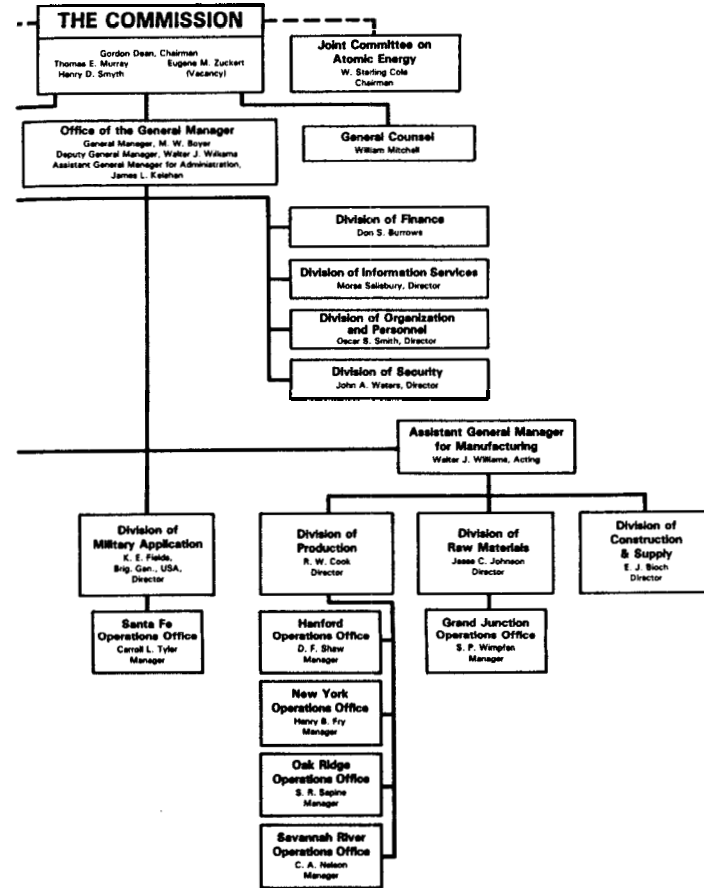 THE COMMISSION
Gordon Dean, Chairman
Thomas E. Murray Eugene M. Zuckert
Henry D. Smyth (Vacancy)
Joint Committee on
Atomic Energy
W. Sterling Cole
Chairman
Office of the General Manager
General Manager, M. W. Boyer
Deputy General Manager, Walter J. Williams
Assistant General Manager for Administration,
James L. Kelehan
General Counsel
William Mitchell
Division of Finance
Don S. Burrows
Division of Information Services
Morse Salisbury, Director
Division of Organization
and Personnel
Oscar S. Smith, Director
Division of Security
John A. Waters, Director
Assistant General Manager
for Manufacturing
Walter J. Williams, Acting
Division of
Military Application
K. E. Fields,
Brig. Gen., USA,
Director
Division of
Production
R. W. Cook
Director
Division of
Raw Materials
Jesse C. Johnson
Director
Division of
Construction
& Supply
E. J. Bloch
Director
Santa Fe
Operations Office
Carroll L. Tyler
Manager
Hanford
Operations Office
D. F. Shaw
Manager
Grand Junction
Operations Office
S. P. Wimpfen
Manager
New York
Operations Office
Henry B. Fry
Manager
Oak Ridge
Operations Office
S. R. Sapirie
Manager
Savannah River
Operations Office
C. A. Nelson
Manager